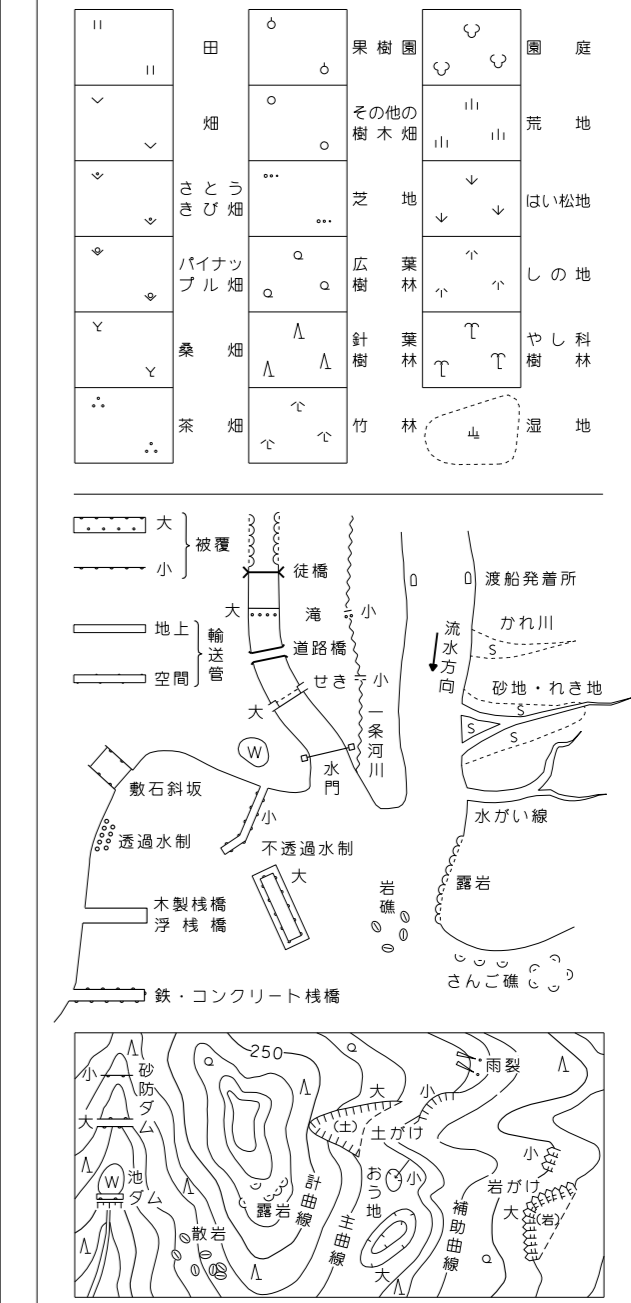 田
果樹園
園庭
畑
その他の
樹木畑
荒地
さとう
きび畑
芝地
はい松地
パイナッ
プル畑
広葉
樹林
しの地
桑畑
針葉
樹林
やし科
樹林
茶畑
竹林
湿地
大
小
被覆
地上
空間
輸送管
徒橋
大
滝
小
道路橋
せき
小
大
一条河川
水門
W
敷石斜坂
透過水制
小
不透過水制
大
木製桟橋
浮桟橋
鉄・コンクリート桟橋
渡船発着所
流水方向
かれ川
S
砂地・れき地
S
S
S
水がい線
露岩
岩礁
さんご礁
250
小
砂防ダム
大
W
池
ダム
散岩
露岩
計曲線
主曲線
大
小
(土)
土がけ
おう地
小
大
補助曲線
雨裂
小
岩がけ
大
(岩)